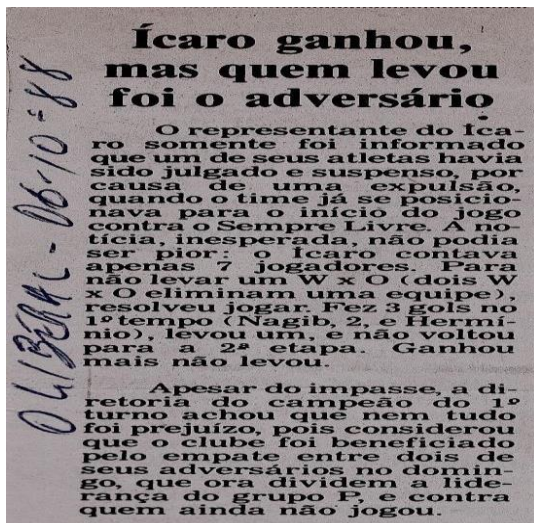 Ícaro ganhou,
mas quem levou
foi o adversário
O representante do Íca-
ro somente foi informado
que um de seus atletas havia
sido julgado e suspenso, por
causa de uma expulsão,
quando o time já se posicio-
nava para o início do jogo
contra o Sempre Livre. A no-
tícia, inesperada, não podia
ser pior: o Ícaro contava
apenas 7 jogadores. Para
não levar um W x O (dois W
x O eliminam uma equipe),
resolveu jogar. Fez 3 gols no
1º tempo (Nagib, 2, e Hermí-
nio), levou um, e não voltou
para a 2ª etapa. Ganhou
mais não levou.
Apesar do impasse, a di-
retoria do campeão do 1º
turno achou que nem tudo
foi prejuízo, pois considerou
que o clube foi beneficiado
pelo empate entre dois de
seus adversários no domin-
go, que ora dividem a lide-
rança do grupo P, e contra
quem ainda não jogou.
O LIBERAL - 06-10-88